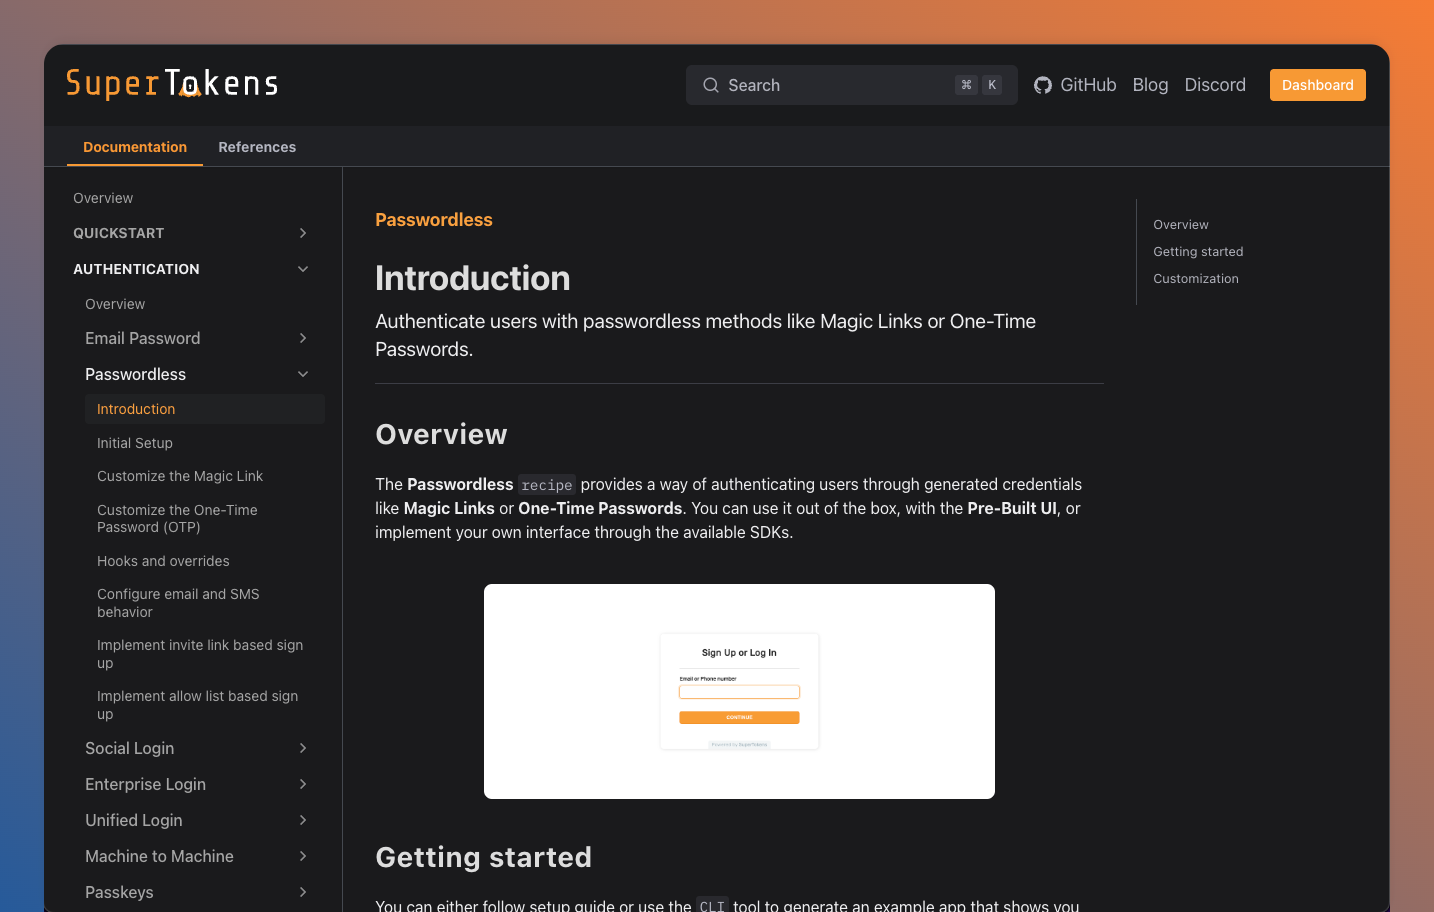 SuperTokens
Search
⌘ K
GitHub
Blog
Discord
Dashboard
Documentation
References
Overview
QUICKSTART
AUTHENTICATION
Overview
Email Password
Passwordless
Introduction
Initial Setup
Customize the Magic Link
Customize the One-Time
Password (OTP)
Hooks and overrides
Configure email and SMS
behavior
Implement invite link based sign
up
Implement allow list based sign
up
Social Login
Enterprise Login
Unified Login
Machine to Machine
Passkeys
Passwordless
Introduction
Authenticate users with passwordless methods like Magic Links or One-Time
Passwords.
Overview
The Passwordless recipe provides a way of authenticating users through generated credentials
like Magic Links or One-Time Passwords. You can use it out of the box, with the Pre-Built UI, or
implement your own interface through the available SDKs.
Sign Up or Log In
Email or Phone number
CONTINUE
Powered by SuperTokens
Getting started
You can either follow setup guide or use the CLI tool to generate an example app that shows you
Overview
Getting started
Customization